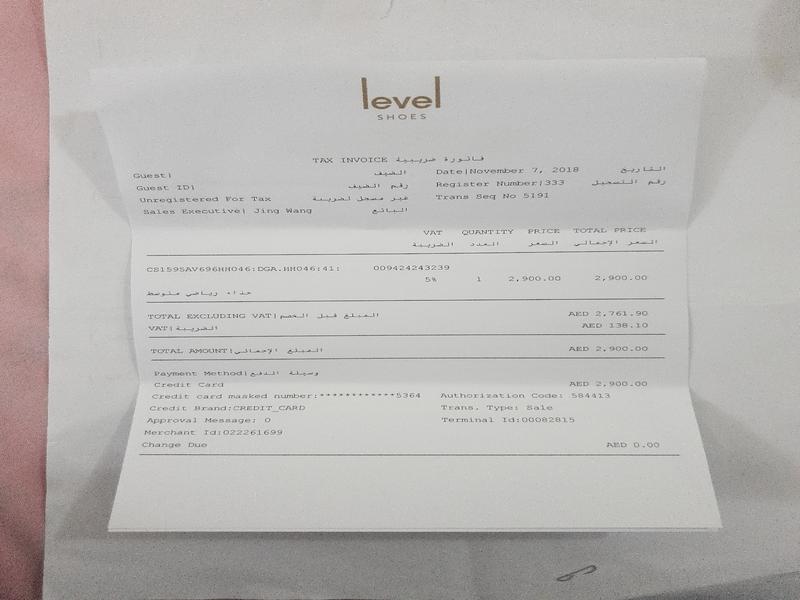 level
SHOES
TAX INVOICE فاتورة ضريبية
Guest| الضيف Date|November 7, 2018 التاريخ
Guest ID| رقم الضيف Register Number|333 رقم التسجيل
Unregistered For Tax غير مسجل لضريبة Trans Seq No 5191
Sales Executive| Jing Wang البائع
VAT QUANTITY PRICE TOTAL PRICE
الضريبة العدد السعر السعر الإجمالي
CS1595AV696HH046:DGA.HH046:41: 009424243239
5% 1 2,900.00 2,900.00
حذاء رياضي متوسط
TOTAL EXCLUDING VAT|المبلغ قبل الخصم AED 2,761.90
VAT|الضريبة AED 138.10
TOTAL AMOUNT|المبلغ الإجمالي AED 2,900.00
Payment Method|وسيلة الدفع
Credit Card AED 2,900.00
Credit card masked number:************5364 Authorization Code: 584413
Credit Brand:CREDIT_CARD Trans. Type: Sale
Approval Message: 0 Terminal Id:00082815
Merchant Id:022261699
Change Due AED 0.00